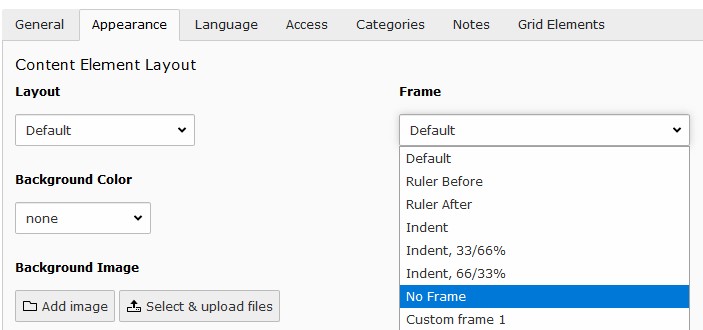 General Appearance Language Access Categories Notes Grid Elements
Content Element Layout
Layout
Default
Frame
Default
Default
Ruler Before
Ruler After
Indent
Indent, 33/66%
Indent, 66/33%
No Frame
Custom frame 1
Background Color
none
Background Image
Add image Select & upload files